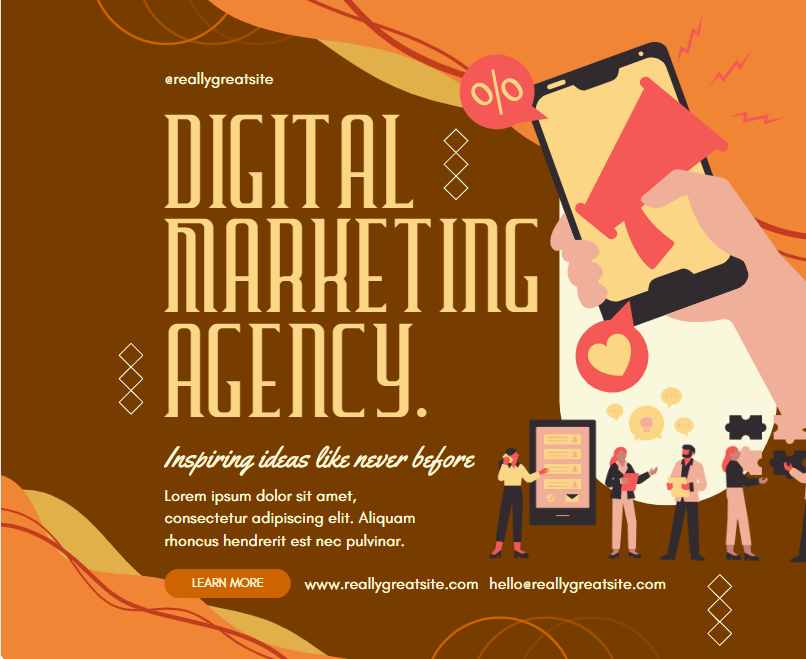 @reallygreatsite
%
DIGITAL
MARKETING
AGENCY.
Inspiring ideas like never before
Lorem ipsum dolor sit amet,
consectetur adipiscing elit. Aliquam
rhoncus hendrerit est nec pulvinar.
LEARN MORE www.reallygreatsite.com hello@reallygreatsite.com